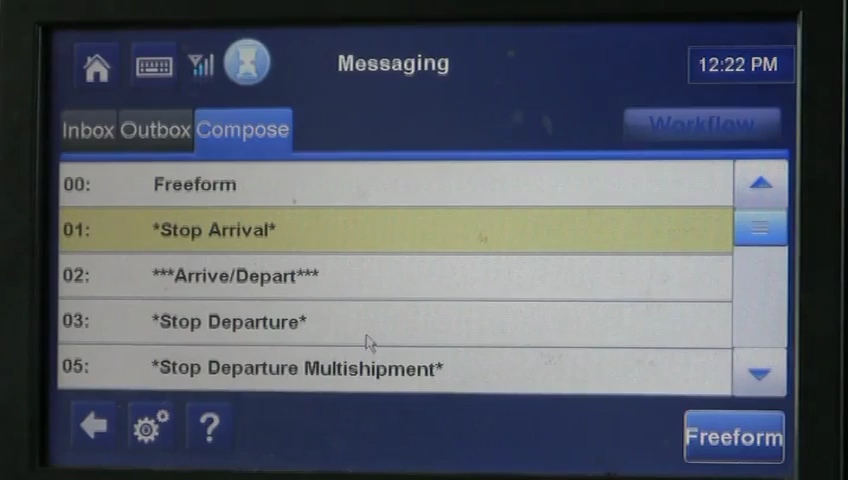 Messaging
12:22 PM
Inbox Outbox Compose
Workflow
00: Freeform
01: *Stop Arrival*
02: ***Arrive/Depart***
03: *Stop Departure*
05: *Stop Departure Multishipment*
?
Freeform